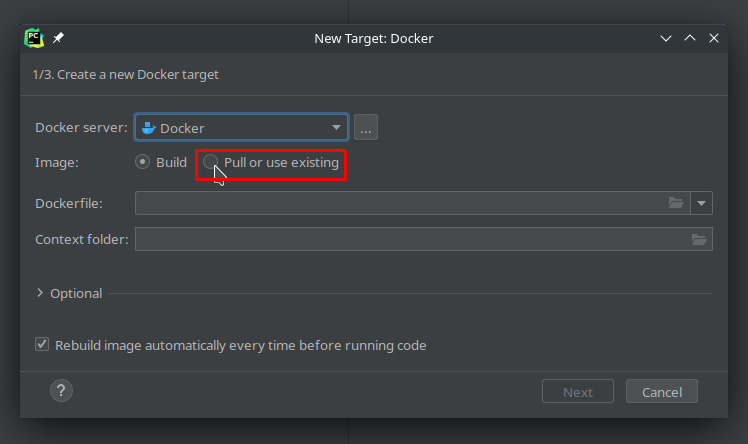 PC
New Target: Docker
1/3. Create a new Docker target
Docker server: Docker ...
Image: Build Pull or use existing
Dockerfile:
Context folder:
Optional
Rebuild image automatically every time before running code
? Next Cancel